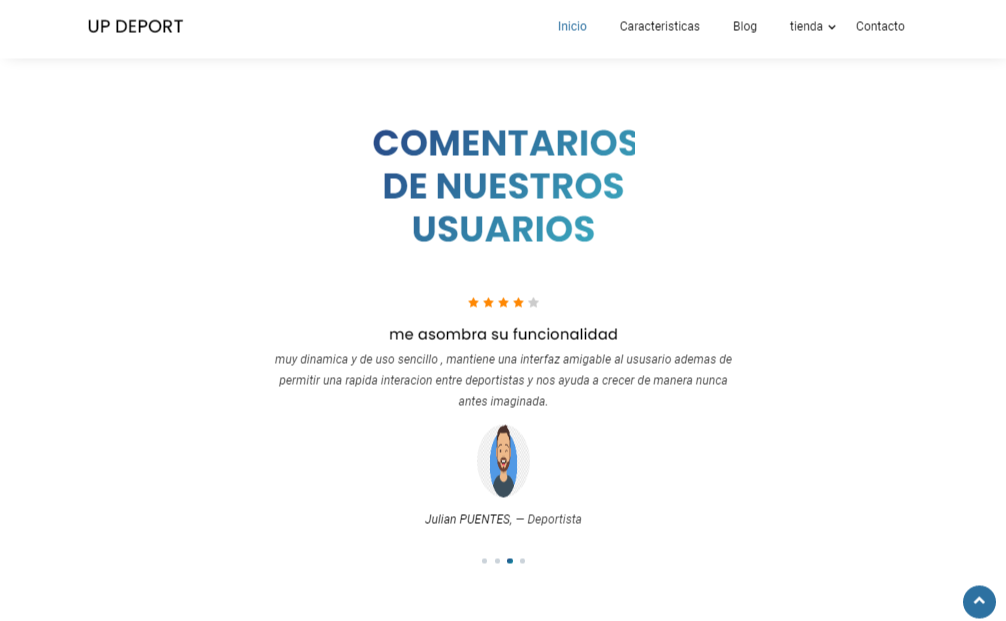 UP DEPORT
Inicio
Caracteristicas
Blog
tienda
Contacto
COMENTARIOS
DE NUESTROS
USUARIOS
me asombra su funcionalidad
muy dinamica y de uso sencillo , mantiene una interfaz amigable al ususario ademas de
permitir una rapida interacion entre deportistas y nos ayuda a crecer de manera nunca
antes imaginada.
Julian PUENTES, — Deportista